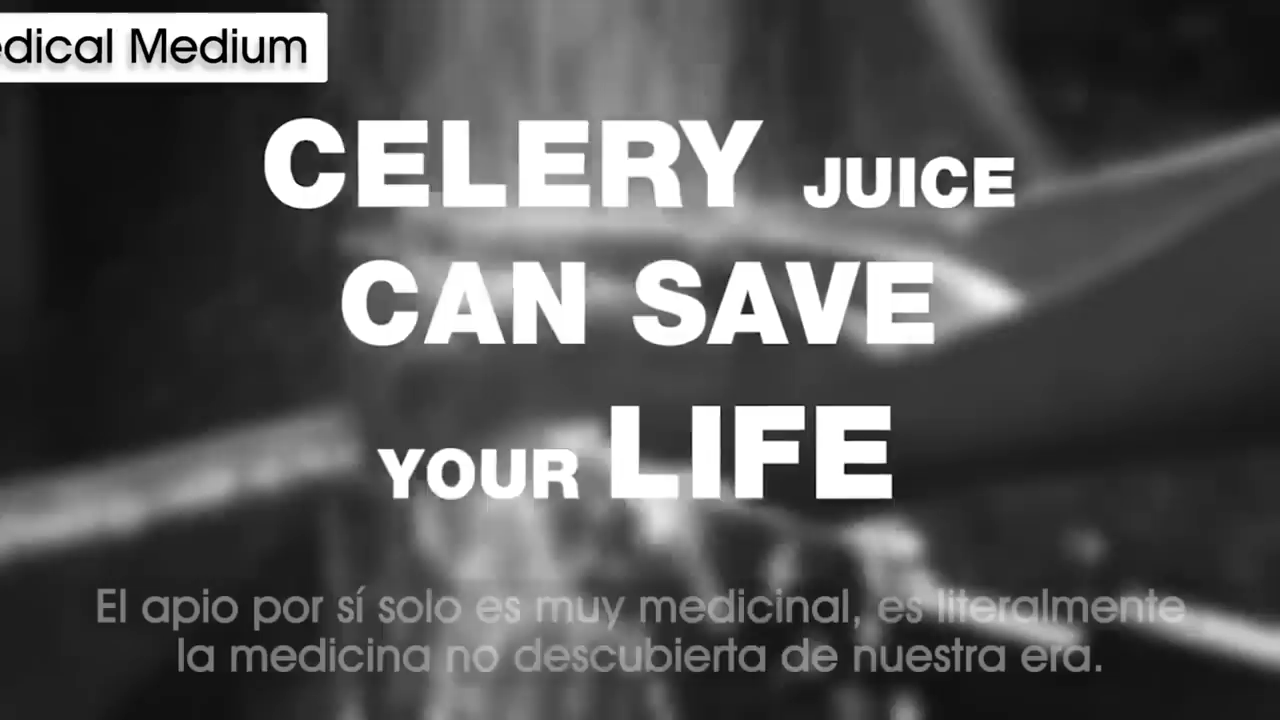 edical Medium
CELERY JUICE
CAN SAVE
YOUR LIFE
El apio por sí solo es muy medicinal, es literalmente
la medicina no descubierta de nuestra era.